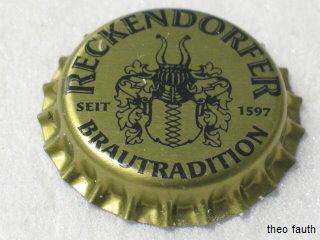 RECKENDORFER
SEIT 1597
BRAUTRADITION
theo fauth